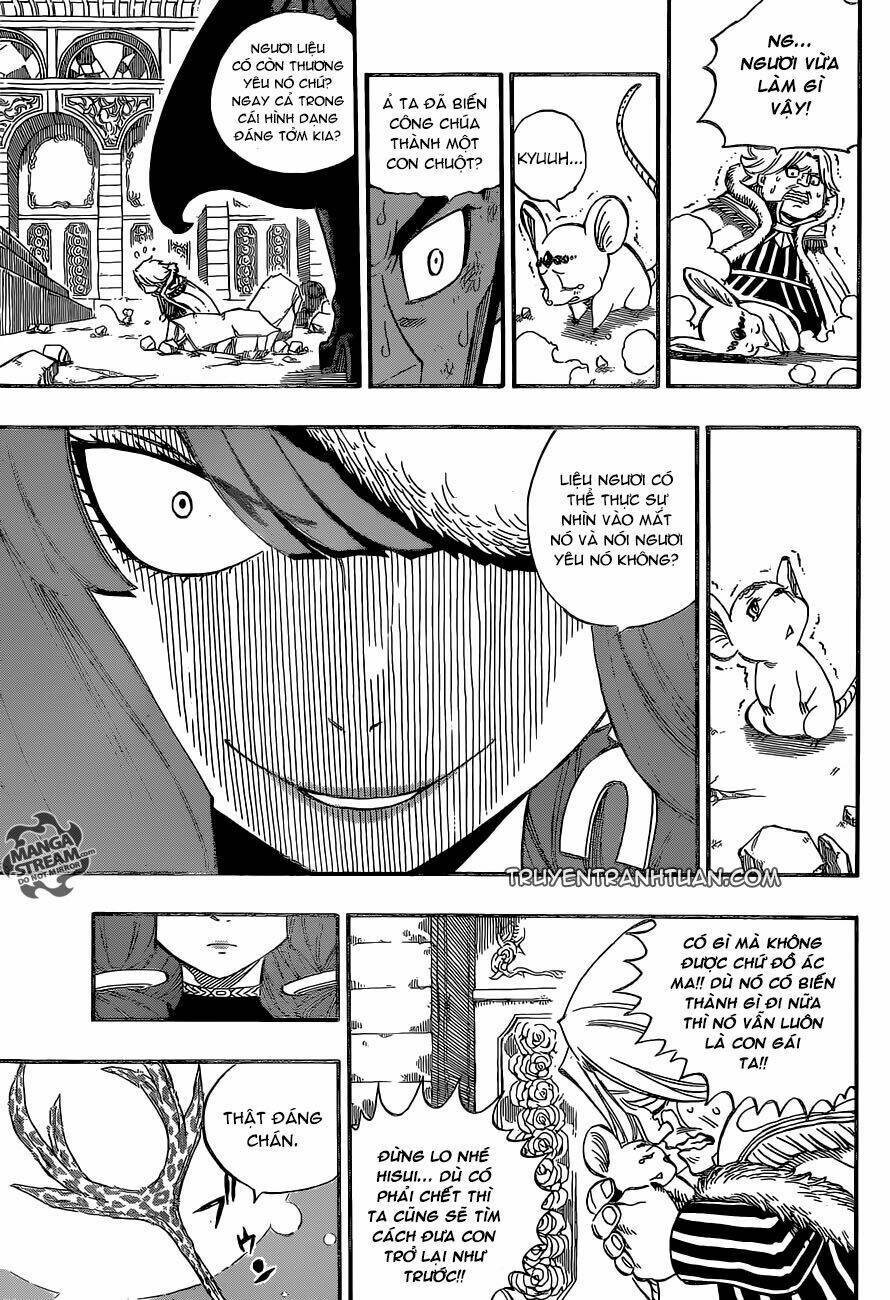 NG...
NGƯƠI VỪA
LÀM GÌ
VẬY!
KYUUH...
Ả TA ĐÃ BIẾN
CÔNG CHÚA
THÀNH MỘT
CON CHUỘT?
NGƯƠI LIỆU
CÓ CÒN THƯƠNG
YÊU NÓ CHỨ?
NGAY CẢ TRONG
CÁI HÌNH DẠNG
ĐÁNG TỞM KIA?
LIỆU NGƯƠI CÓ
THỂ THỰC SỰ
NHÌN VÀO MẮT
NÓ VÀ NÓI NGƯƠI
YÊU NÓ KHÔNG?
MANGA
STREAM.com
DO NOT MIRROR!
TRUYENTRANHTUAN.COM
CÓ GÌ MÀ KHÔNG
ĐƯỢC CHỨ ĐỒ ÁC
MA!! DÙ NÓ CÓ BIẾN
THÀNH GÌ ĐI NỮA
THÌ NÓ VẪN LUÔN
LÀ CON GÁI
TA!!
ĐỪNG LO NHÉ
HISUI... DÙ CÓ
PHẢI CHẾT THÌ
TA CŨNG SẼ TÌM
CÁCH ĐƯA CON
TRỞ LẠI NHƯ
TRƯỚC!!
THẬT ĐÁNG
CHÁN.